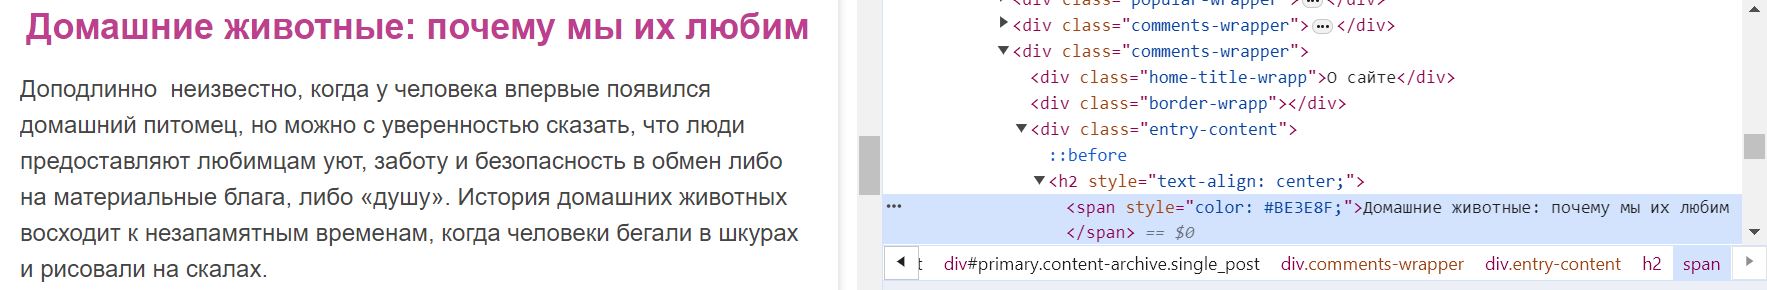 Домашние животные: почему мы их любим
Доподлинно  неизвестно, когда у человека впервые появился
домашний питомец, но можно с уверенностью сказать, что люди
предоставляют любимцам уют, заботу и безопасность в обмен либо
на материальные блага, либо «душу». История домашних животных
восходит к незапамятным временам, когда человеки бегали в шкурах
и рисовали на скалах.
<div class="popular-wrapper">…</div>
<div class="comments-wrapper">…</div>
<div class="comments-wrapper">
<div class="home-title-wrapp">О сайте</div>
<div class="border-wrapp"></div>
<div class="entry-content">
::before
<h2 style="text-align: center;">
<span style="color: #BE3E8F;">Домашние животные: почему мы их любим
</span> == $0
div#primary.content-archive.single_post div.comments-wrapper div.entry-content h2 span